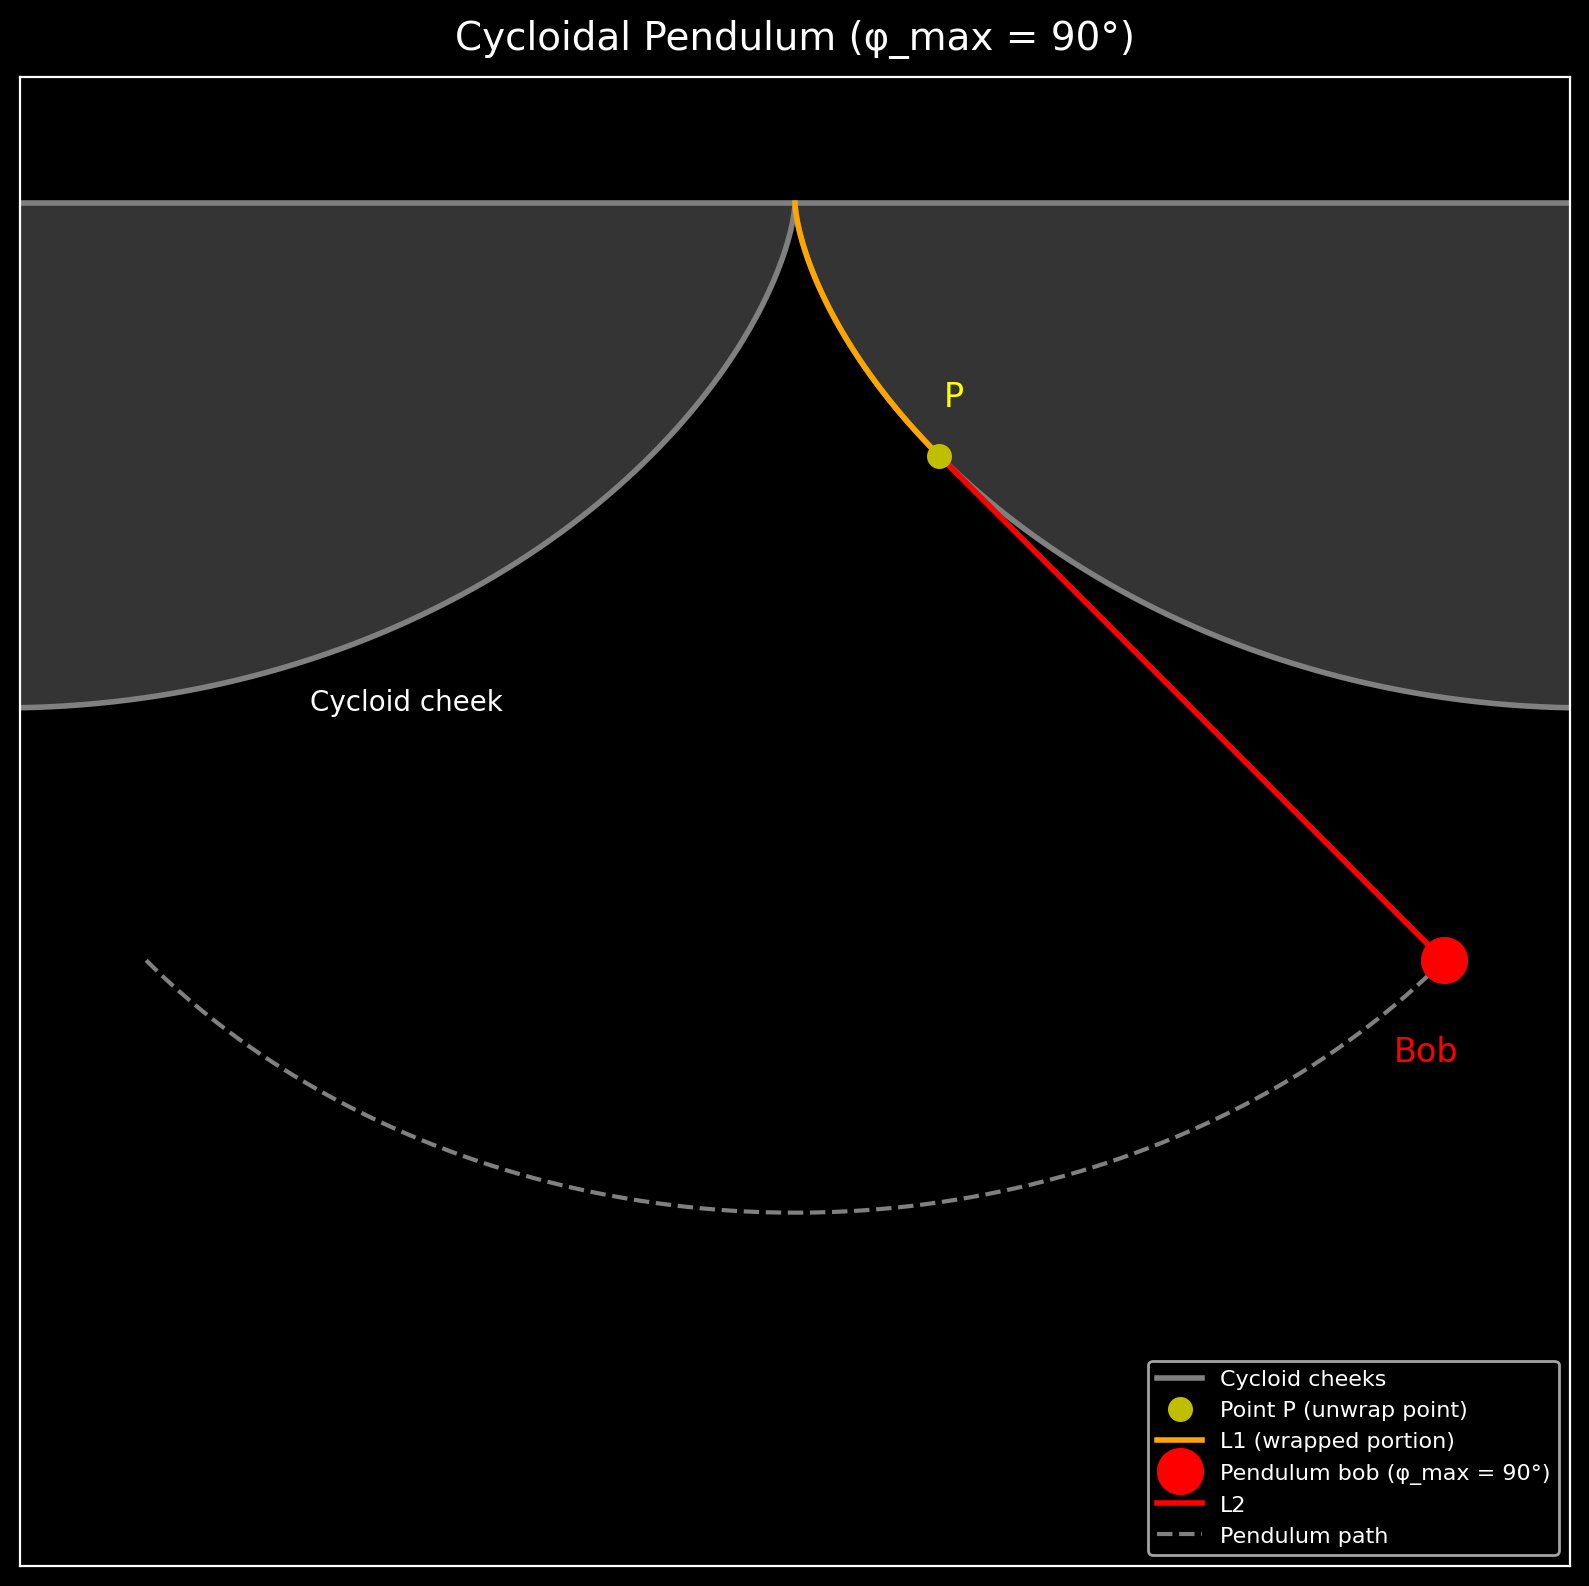 Cycloidal Pendulum (φ_max = 90°)
P
Cycloid cheek
Bob
Cycloid cheeks
Point P (unwrap point)
L1 (wrapped portion)
Pendulum bob (φ_max = 90°)
L2
Pendulum path